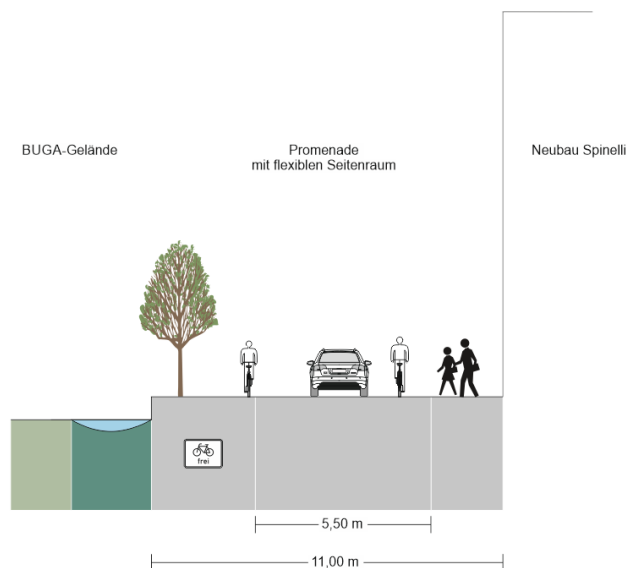 BUGA-Gelände
Promenade
mit flexiblen Seitenraum
Neubau Spinelli
frei
5,50 m
11,00 m